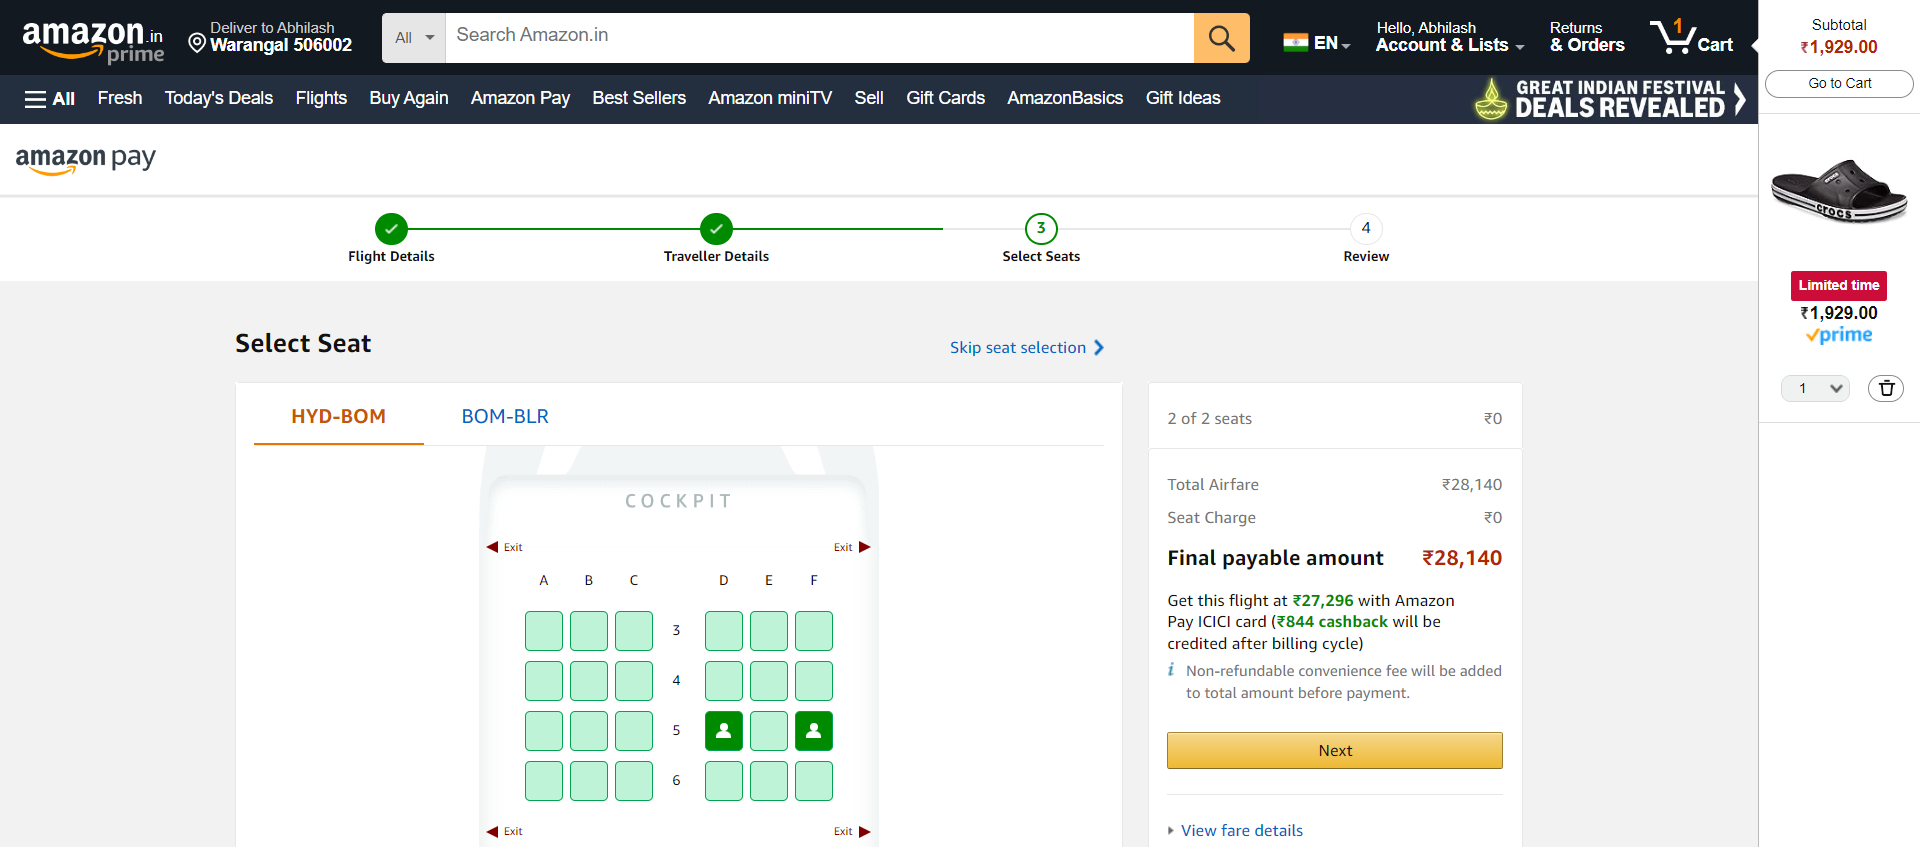 amazon.in
prime
Deliver to Abhilash
Warangal 506002
All
Search Amazon.in
EN
Hello, Abhilash
Account & Lists
Returns
& Orders
1
Cart
All
Fresh
Today's Deals
Flights
Buy Again
Amazon Pay
Best Sellers
Amazon miniTV
Sell
Gift Cards
AmazonBasics
Gift Ideas
GREAT INDIAN FESTIVAL
DEALS REVEALED
Subtotal
₹1,929.00
Go to Cart
crocs
Limited time
₹1,929.00
prime
1
amazon pay
Flight Details
Traveller Details
3
Select Seats
4
Review
Select Seat
Skip seat selection
HYD-BOM
BOM-BLR
COCKPIT
Exit
Exit
A B C D E F
3
4
5
6
Exit
Exit
2 of 2 seats ₹0
Total Airfare ₹28,140
Seat Charge ₹0
Final payable amount ₹28,140
Get this flight at ₹27,296 with Amazon
Pay ICICI card (₹844 cashback will be
credited after billing cycle)
i Non-refundable convenience fee will be added
to total amount before payment.
Next
View fare details